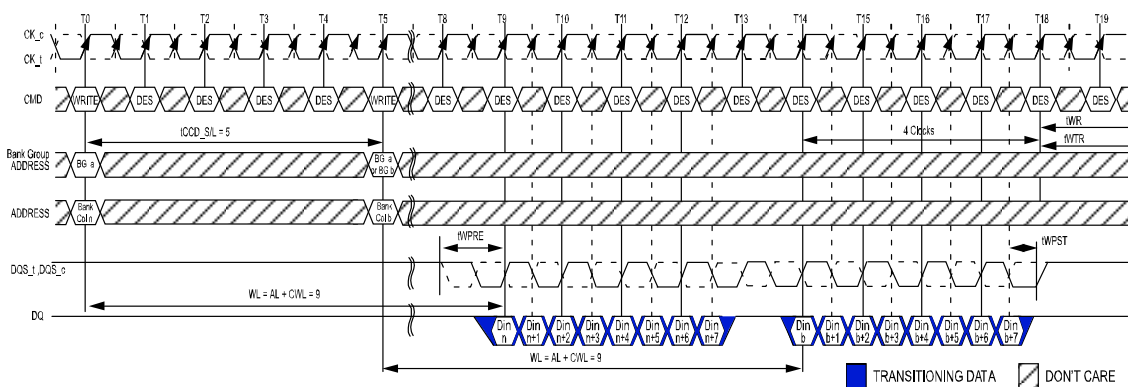 T0 T1 T2 T3 T4 T5 T8 T9 T10 T11 T12 T13 T14 T15 T16 T17 T18 T19
CK_c
CK_t
CMD WRITE DES DES DES DES WRITE DES DES DES DES DES DES DES DES DES DES DES DES
tCCD_S/L = 5
4 Clocks
tWR
tWTR
Bank Group
ADDRESS
BG a
BG a
or BG b
ADDRESS
Bank
Col n
Bank
Col b
tWPRE
tWPST
DQS_t ,DQS_c
WL = AL + CWL = 9
DQ
Din Din Din Din Din Din Din Din Din Din Din Din Din Din Din Din
n n+1 n+2 n+3 n+4 n+5 n+6 n+7 b b+1 b+2 b+3 b+4 b+5 b+6 b+7
WL = AL + CWL = 9
TRANSITIONING DATA
DON'T CARE